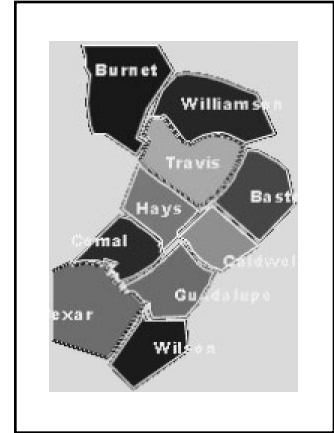 Burnet
Williamson
Travis
Bast
Hays
Comal
Caldwel
Guadalupe
exar
Wilson